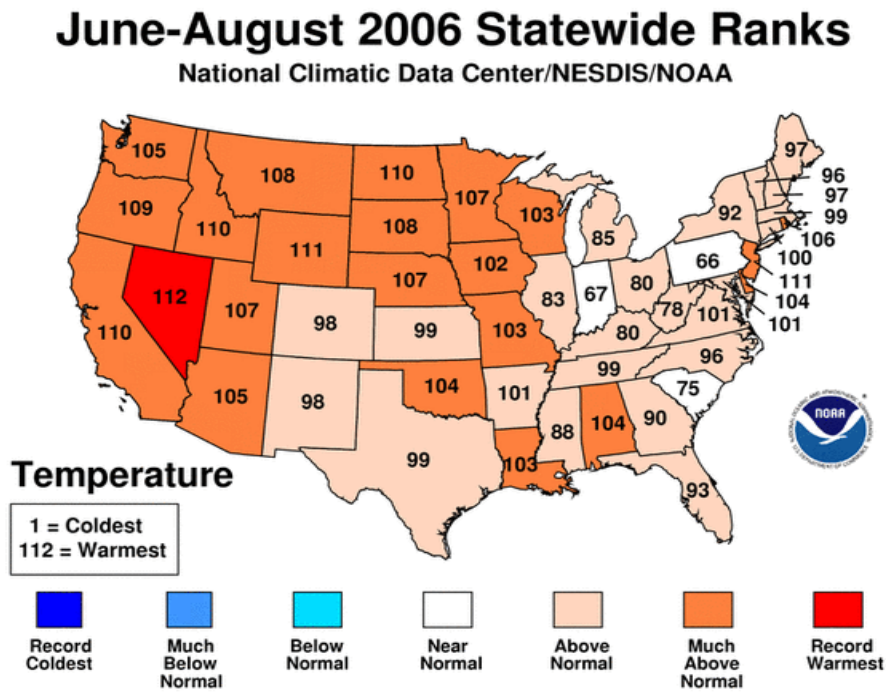 June-August 2006 Statewide Ranks
National Climatic Data Center/NESDIS/NOAA
105
108
110
107
97
109
110
111
108
103
85
92
96
97
99
106
100
111
104
101
112
107
98
107
102
83
67
80
66
110
99
103
80
78
101
105
98
104
101
99
96
99
103
88
104
90
75
93
NOAA
Temperature
1 = Coldest
112 = Warmest
Record
Coldest
Much
Below
Normal
Below
Normal
Near
Normal
Above
Normal
Much
Above
Normal
Record
Warmest